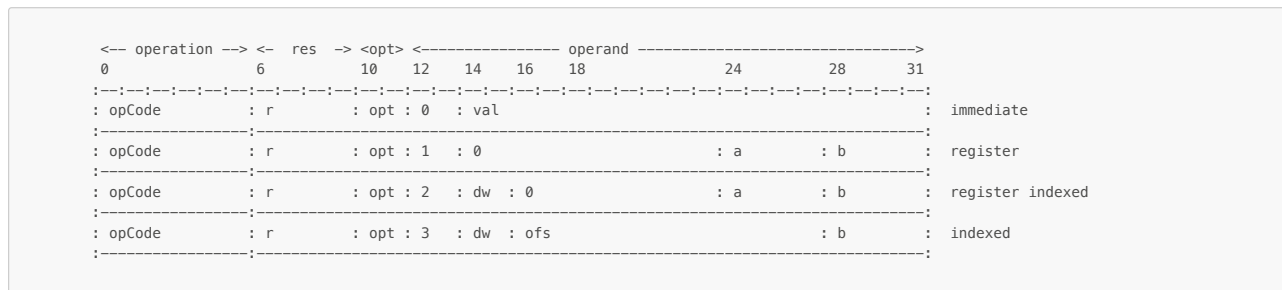 <-- operation --> <-  res  -> <opt> <---------------- operand -------------------------------->
0                 6           10    12    14    16    18                24          28      31
:--:--:--:--:--:--:--:--:--:--:--:--:--:--:--:--:--:--:--:--:--:--:--:--:--:--:--:--:--:--:--:--:
: opCode          : r         : opt : 0   : val                                                 :  immediate
:-----------------:-----------------------------------------------------------------------------:
: opCode          : r         : opt : 1   : 0                           : a         : b         :  register
:-----------------:-----------------------------------------------------------------------------:
: opCode          : r         : opt : 2   : dw  : 0                     : a         : b         :  register indexed
:-----------------:-----------------------------------------------------------------------------:
: opCode          : r         : opt : 3   : dw  : ofs                               : b         :  indexed
:-----------------:-----------------------------------------------------------------------------: